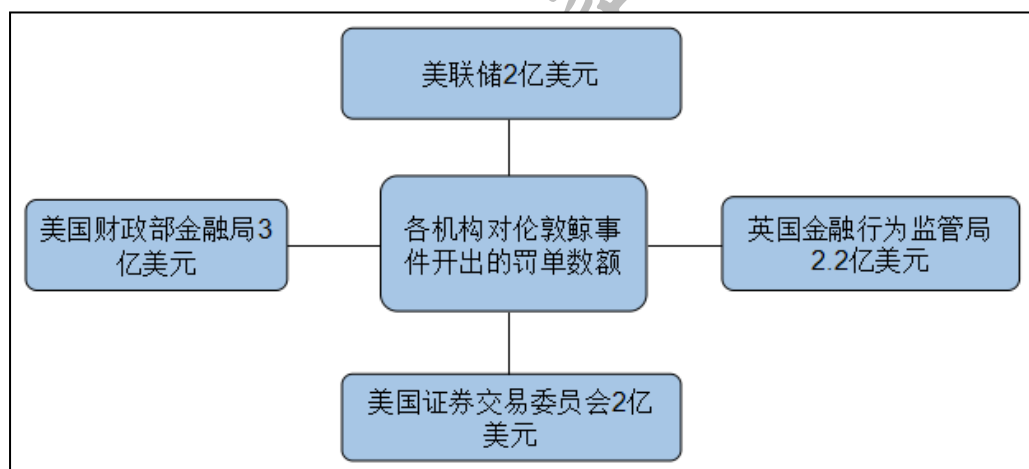 美联储2亿美元
美国财政部金融局3
亿美元
各机构对伦敦鲸事
件开出的罚单数额
英国金融行为监管局
2.2亿美元
美国证券交易委员会2亿
美元